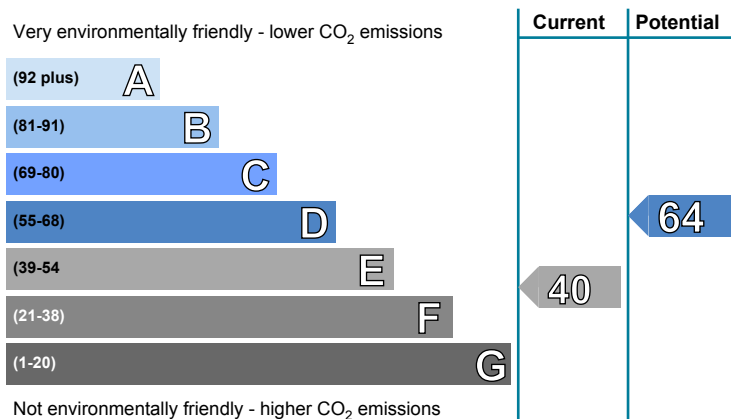 Current Potential
Very environmentally friendly - lower CO2 emissions
(92 plus) A
(81-91) B
(69-80) C
(55-68) D
64
(39-54 E
40
(21-38) F
(1-20) G
Not environmentally friendly - higher CO2 emissions